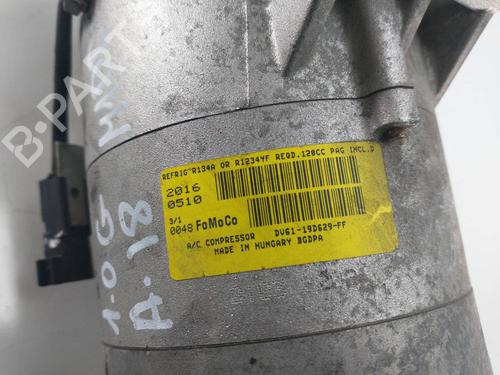 REFRIG R134A OR R1234YF REQD.120CC PAG INCL.D
2016
0510
3/1
0048 FoMoCo
A/C COMPRESSOR DV61-19D629-FF
MADE IN HUNGARY BGDPA
1.0G
A.18
B-PARTS